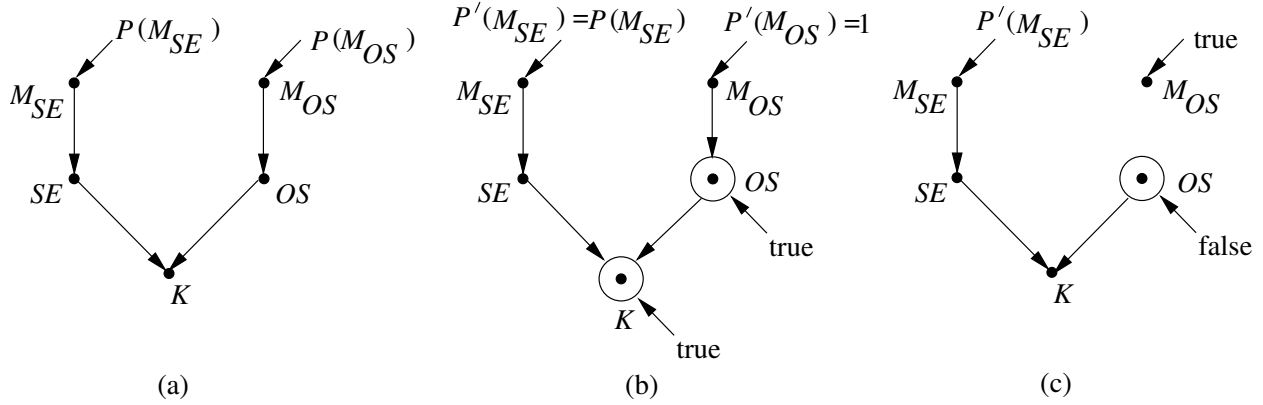 P(M_SE)
P(M_OS)
M_SE
M_OS
SE
OS
K
(a)
P′(M_SE) =P(M_SE)
P′(M_OS) =1
M_SE
M_OS
SE
OS
true
K
true
(b)
P′(M_SE)
true
M_SE
M_OS
SE
OS
false
K
(c)